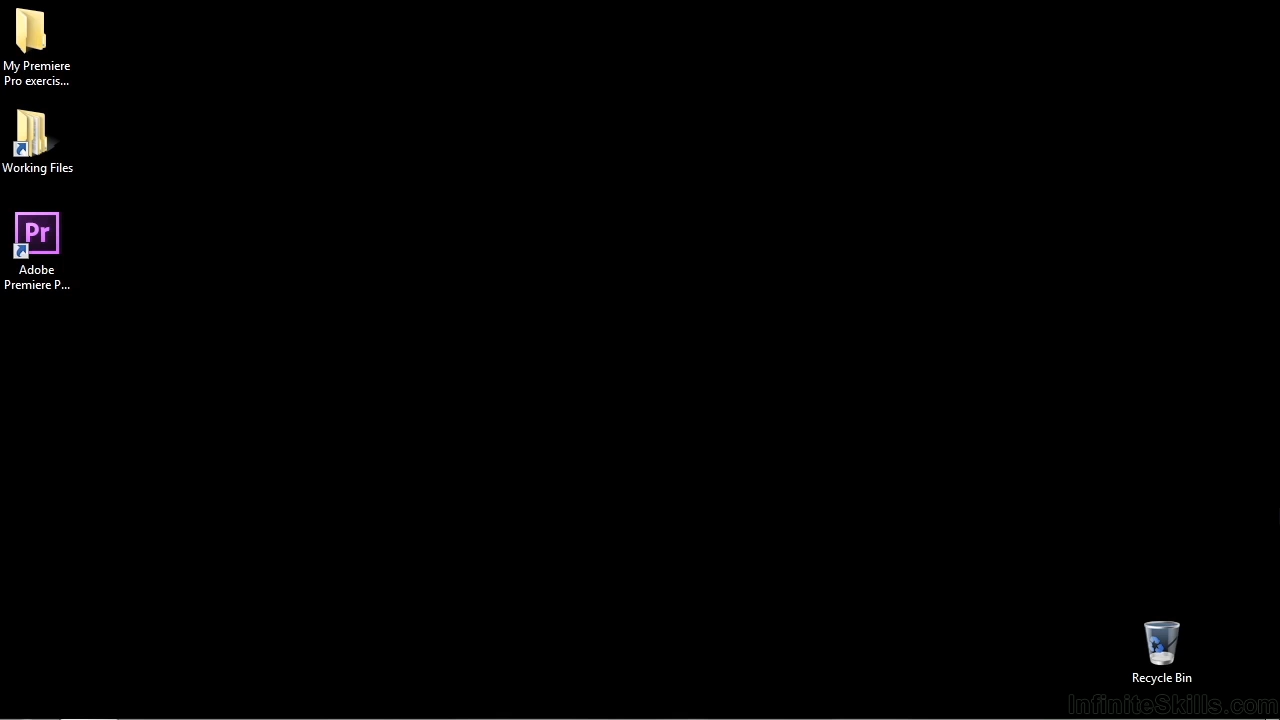 My Premiere
Pro exercis...
Working Files
Pr
Adobe
Premiere P...
Recycle Bin
InfiniteSkills.com